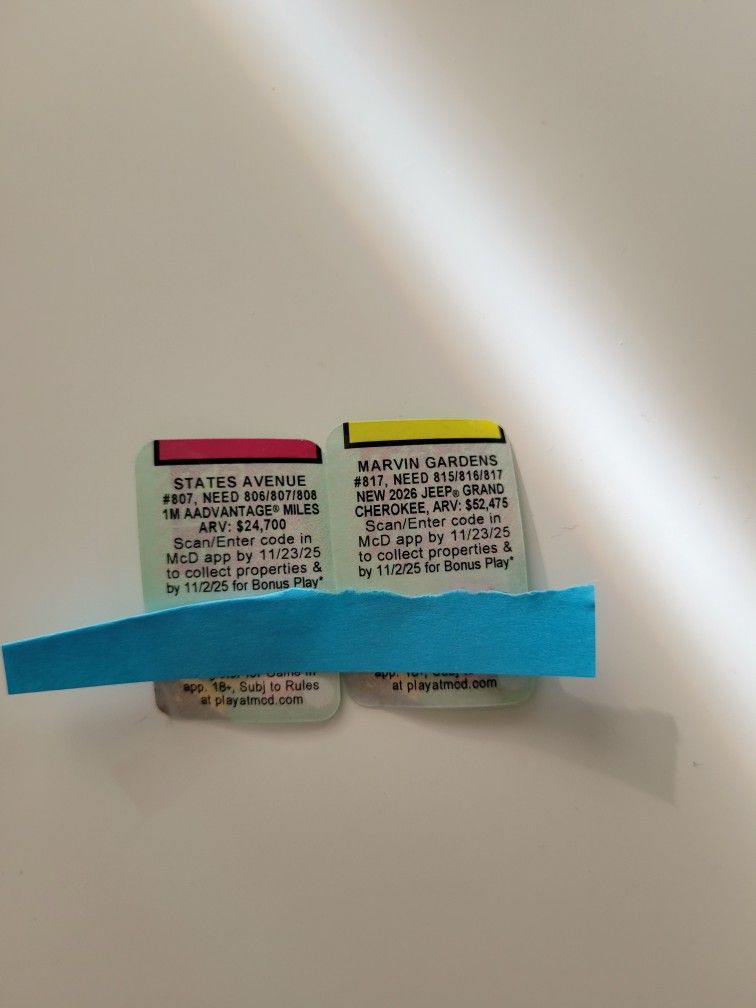 STATES AVENUE
#807, NEED 806/807/808
1M AADVANTAGE® MILES
ARV: $24,700
Scan/Enter code in
McD app by 11/23/25
to collect properties &
by 11/2/25 for Bonus Play*
app. 18+, Subj to Rules
at playatmcd.com
MARVIN GARDENS
#817, NEED 815/816/817
NEW 2026 JEEP® GRAND
CHEROKEE, ARV: $52,475
Scan/Enter code in
McD app by 11/23/25
to collect properties &
by 11/2/25 for Bonus Play*
app. 18+, Subj
at playatmcd.com